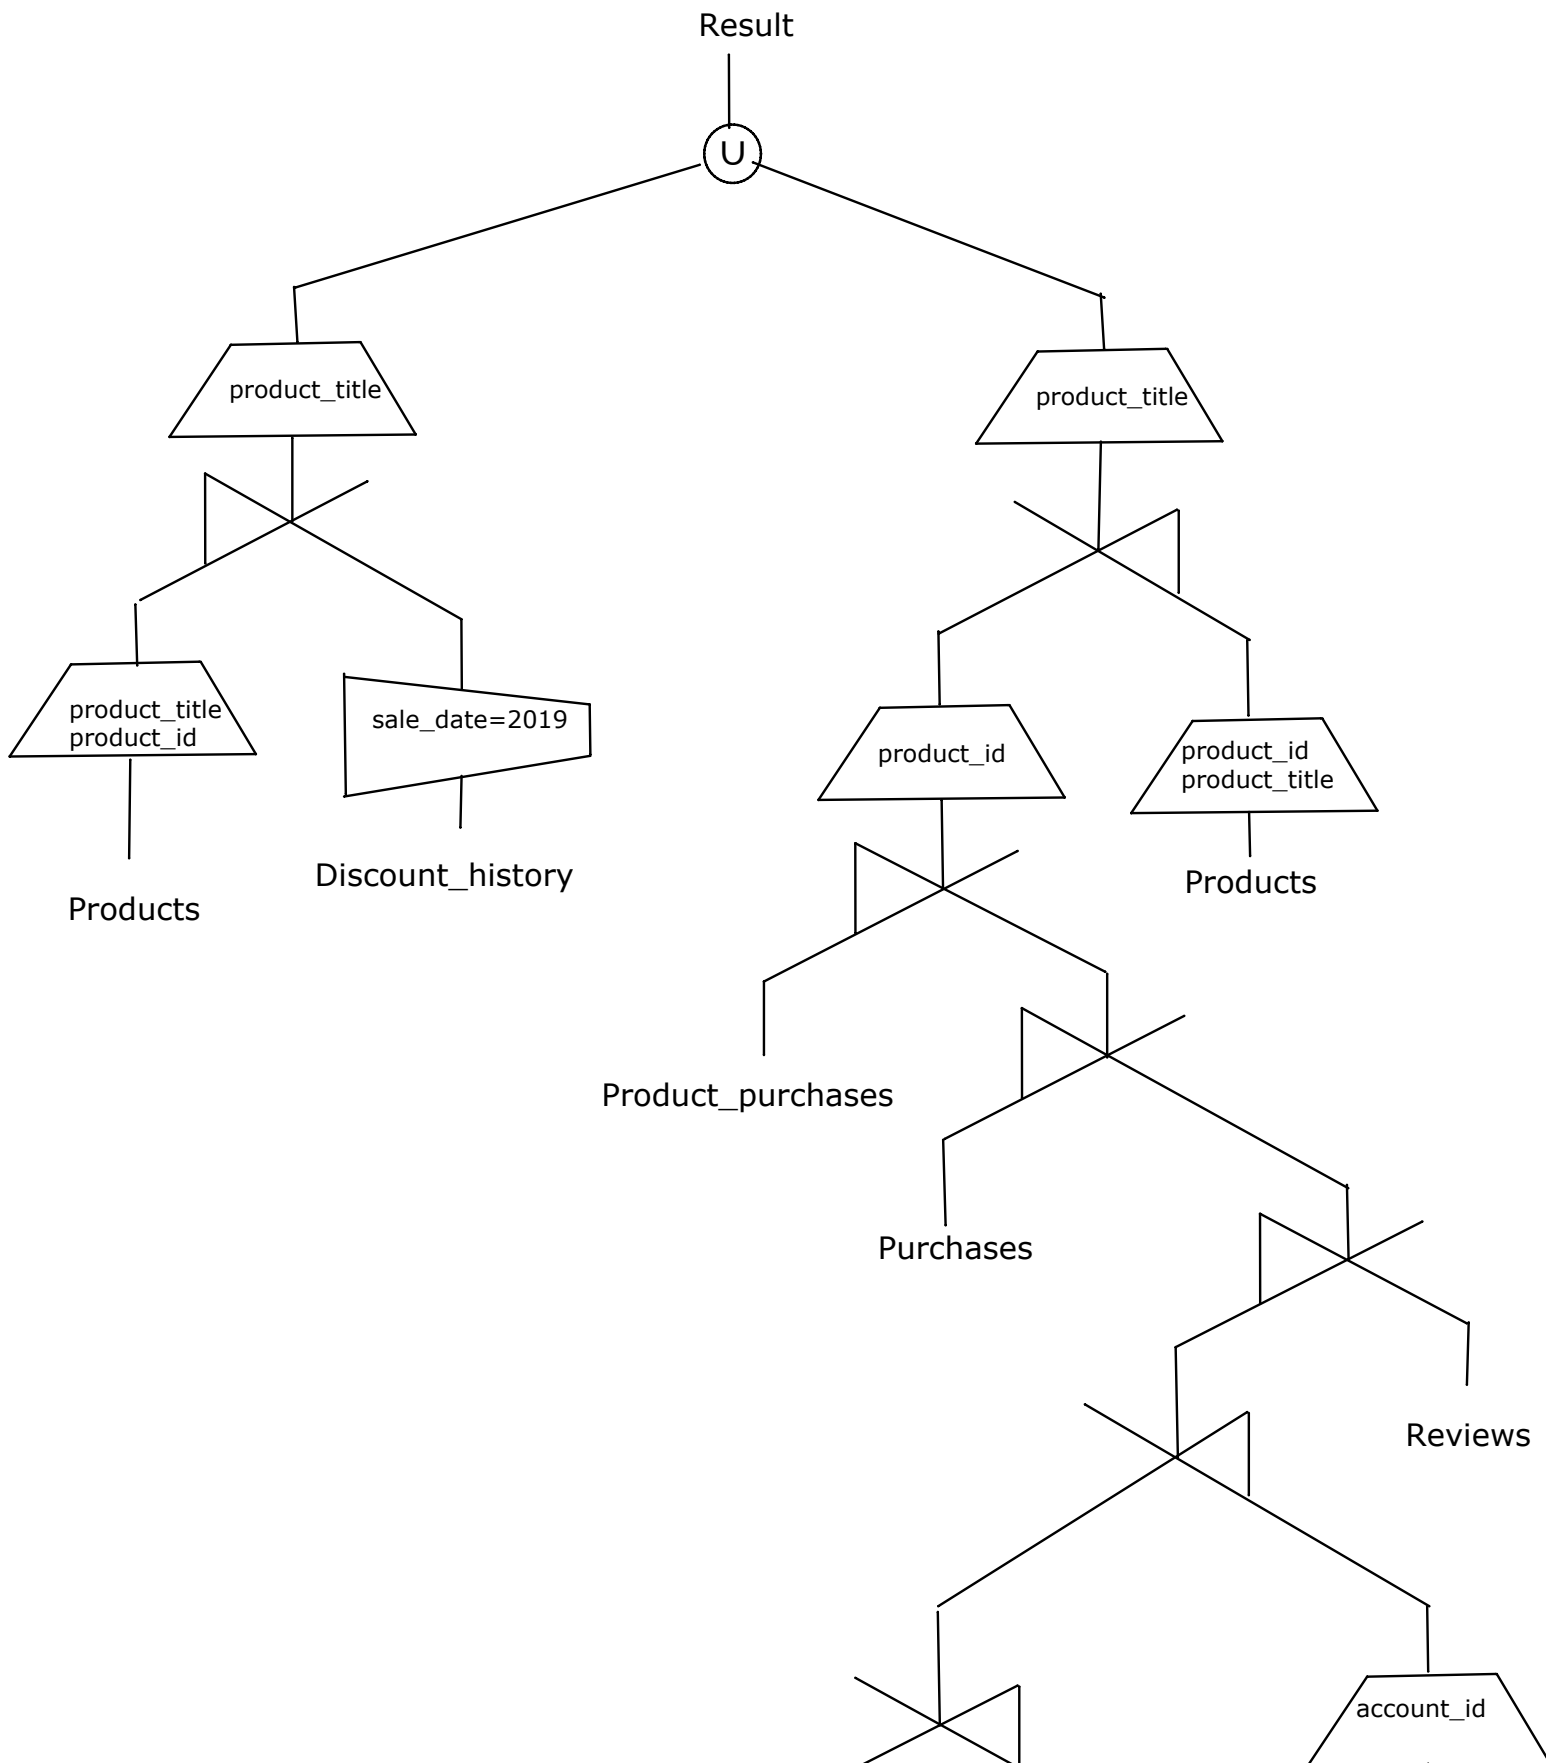 Result
U
product_title
product_title
product_title
product_id
sale_date=2019
product_id
product_id
product_title
Products
Discount_history
Products
Product_purchases
Purchases
Reviews
account_id